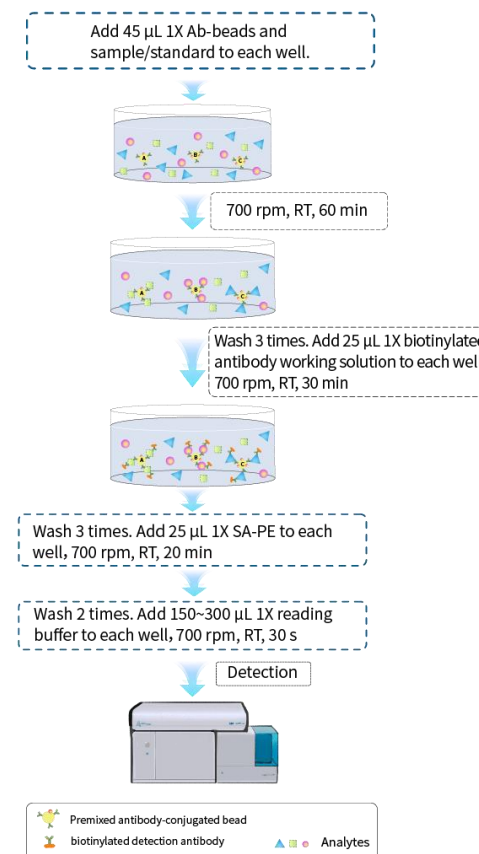 Add 45 µL 1X Ab-beads and
sample/standard to each well.
A
B
C
700 rpm, RT, 60 min
A
B
C
Wash 3 times. Add 25 µL 1X biotinylated
antibody working solution to each wel
700 rpm, RT, 30 min
A
B
C
Wash 3 times. Add 25 µL 1X SA-PE to each
well, 700 rpm, RT, 20 min
Wash 2 times. Add 150~300 µL 1X reading
buffer to each well, 700 rpm, RT, 30 s
Detection
Premixed antibody-conjugated bead
biotinylated detection antibody
Analytes